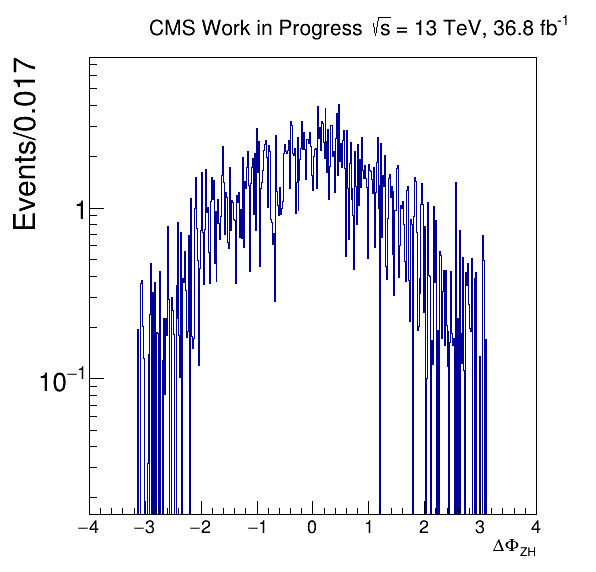 CMS Work in Progress √s = 13 TeV, 36.8 fb⁻¹
Events/0.017
1
10⁻¹
−4 −3 −2 −1 0 1 2 3 4
ΔΦ_ZH